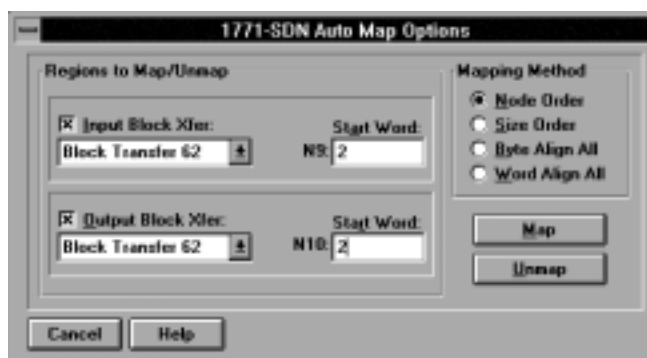 1771-SDN Auto Map Options
Regions to Map/Unmap
Input Block Xfer:
Start Word:
Block Transfer 62
N9: 2
Output Block Xfer:
Start Word:
Block Transfer 62
N10: 2
Mapping Method
Node Order
Size Order
Byte Align All
Word Align All
Map
Unmap
Cancel
Help